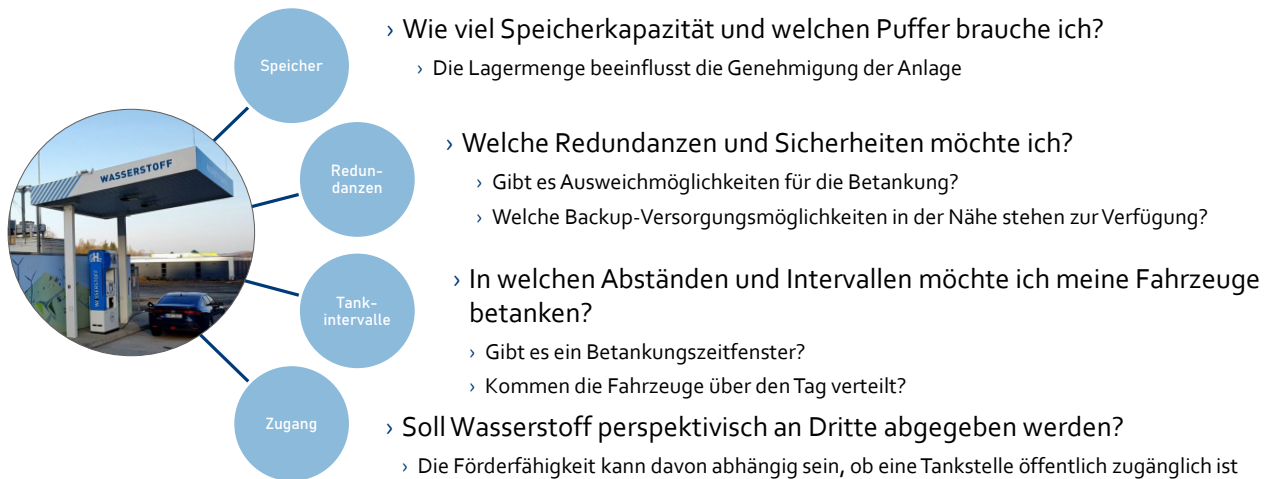 Speicher
› Wie viel Speicherkapazität und welchen Puffer brauche ich?
› Die Lagermenge beeinflusst die Genehmigung der Anlage
WASSERSTOFF
H₂
WASSERSTOFF
Redun-
danzen
› Welche Redundanzen und Sicherheiten möchte ich?
› Gibt es Ausweichmöglichkeiten für die Betankung?
› Welche Backup-Versorgungsmöglichkeiten in der Nähe stehen zur Verfügung?
Tank-
intervalle
› In welchen Abständen und Intervallen möchte ich meine Fahrzeuge
betanken?
› Gibt es ein Betankungszeitfenster?
› Kommen die Fahrzeuge über den Tag verteilt?
Zugang
› Soll Wasserstoff perspektivisch an Dritte abgegeben werden?
› Die Förderfähigkeit kann davon abhängig sein, ob eine Tankstelle öffentlich zugänglich ist